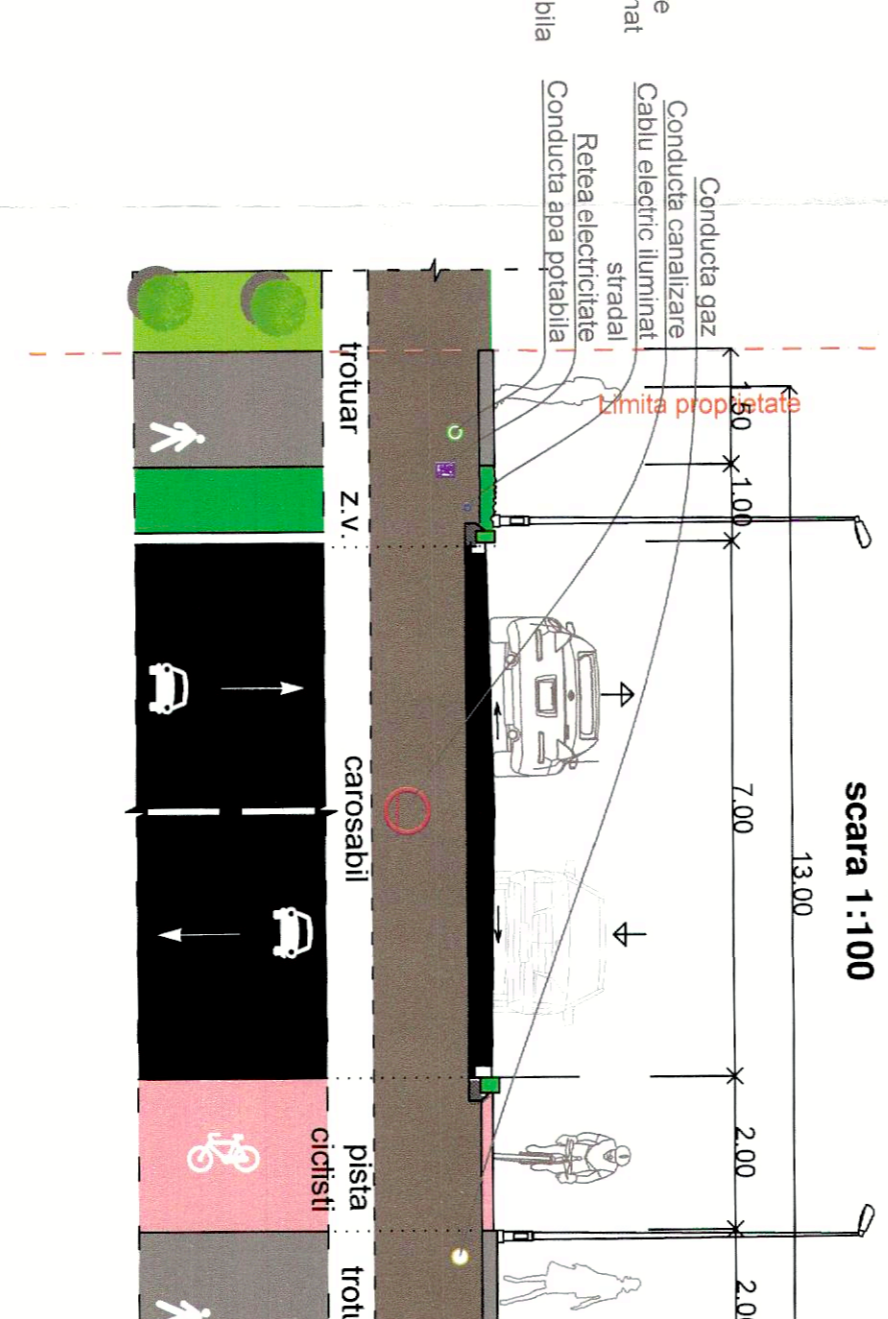 scara 1:100
13.00
1.50
1.00
7.00
2.00
Limita proprietate
Conducta gaz
Conducta canalizare
Cablu electric iluminat
stradal
Retea electricitate
Conducta apa potabila
trotuar
z.v.
carosabil
pista
ciclisti